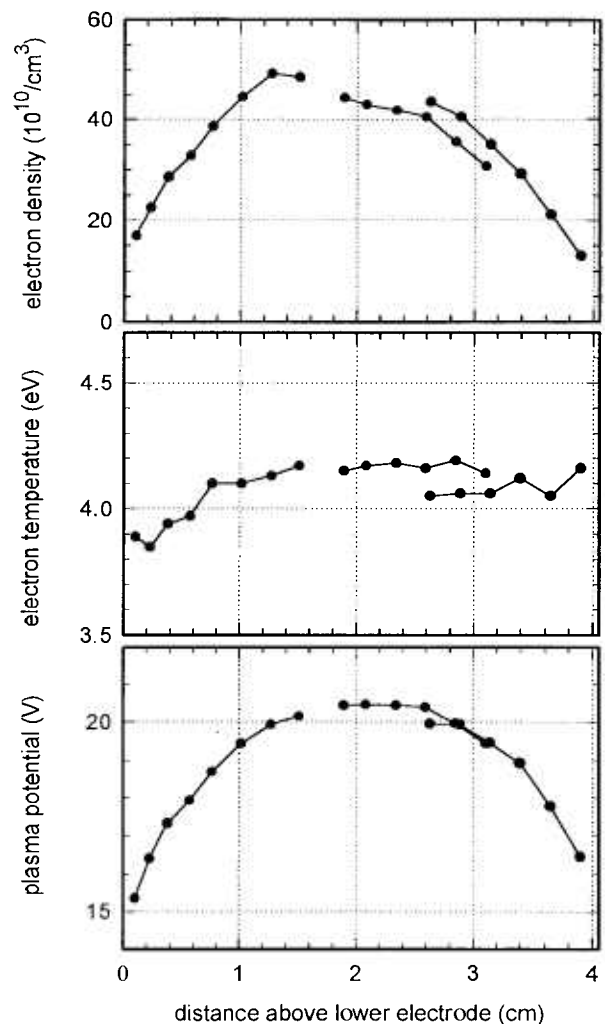 60
40
20
0
electron density (10^10/cm^3)
4.5
4.0
3.5
electron temperature (eV)
20
15
plasma potential (V)
0 1 2 3 4
distance above lower electrode (cm)